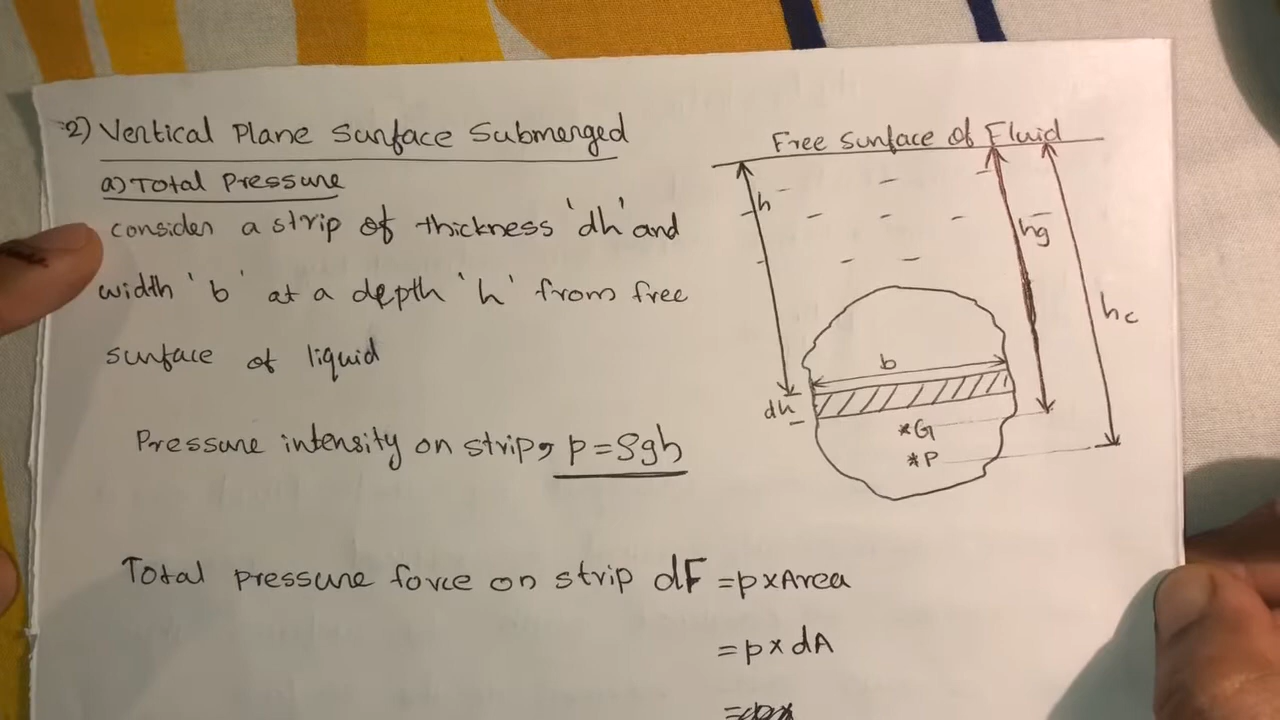 2) Vertical Plane Surface Submerged
a) Total Pressure
consider a strip of thickness 'dh' and
width 'b' at a depth 'h' from free
surface of liquid
Pressure intensity on strip, p=ρgh
Total pressure force on strip dF = p×Area
= p×dA
=
Free Surface of Fluid
h
hg
hc
b
dh
*G
*P